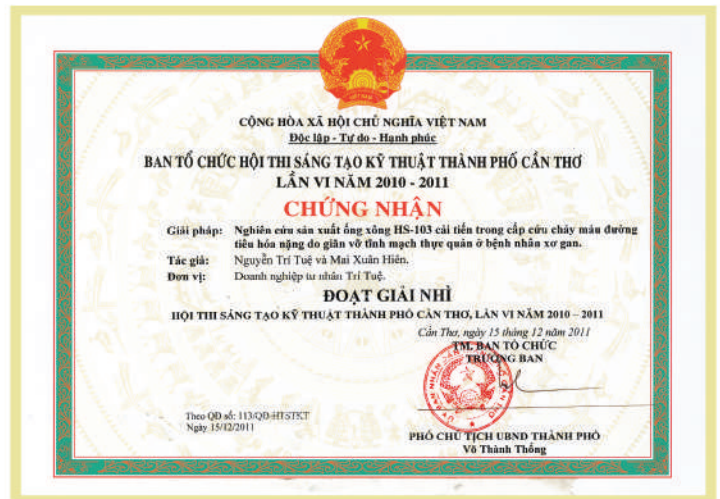 CỘNG HÒA XÃ HỘI CHỦ NGHĨA VIỆT NAM
Độc lập - Tự do - Hạnh phúc
BAN TỔ CHỨC HỘI THI SÁNG TẠO KỸ THUẬT THÀNH PHỐ CẦN THƠ
LẦN VI NĂM 2010 - 2011
CHỨNG NHẬN
Giải pháp: Nghiên cứu sản xuất ống xông HS-103 cải tiến trong cấp cứu chảy máu đường
tiêu hóa nặng do giãn vỡ tĩnh mạch thực quản ở bệnh nhân xơ gan.
Tác giả: Nguyễn Trí Tuệ và Mai Xuân Hiên.
Đơn vị: Doanh nghiệp tư nhân Trí Tuệ.
ĐOẠT GIẢI NHÌ
HỘI THI SÁNG TẠO KỸ THUẬT THÀNH PHỐ CẦN THƠ, LẦN VI NĂM 2010 – 2011
Cần Thơ, ngày 15 tháng 12 năm 2011
TM. BAN TỔ CHỨC
TRƯỞNG BAN
Theo QĐ số: 113/QĐ-HTSTKT
Ngày 15/12/2011
PHÓ CHỦ TỊCH UBND THÀNH PHỐ
Võ Thành Thống